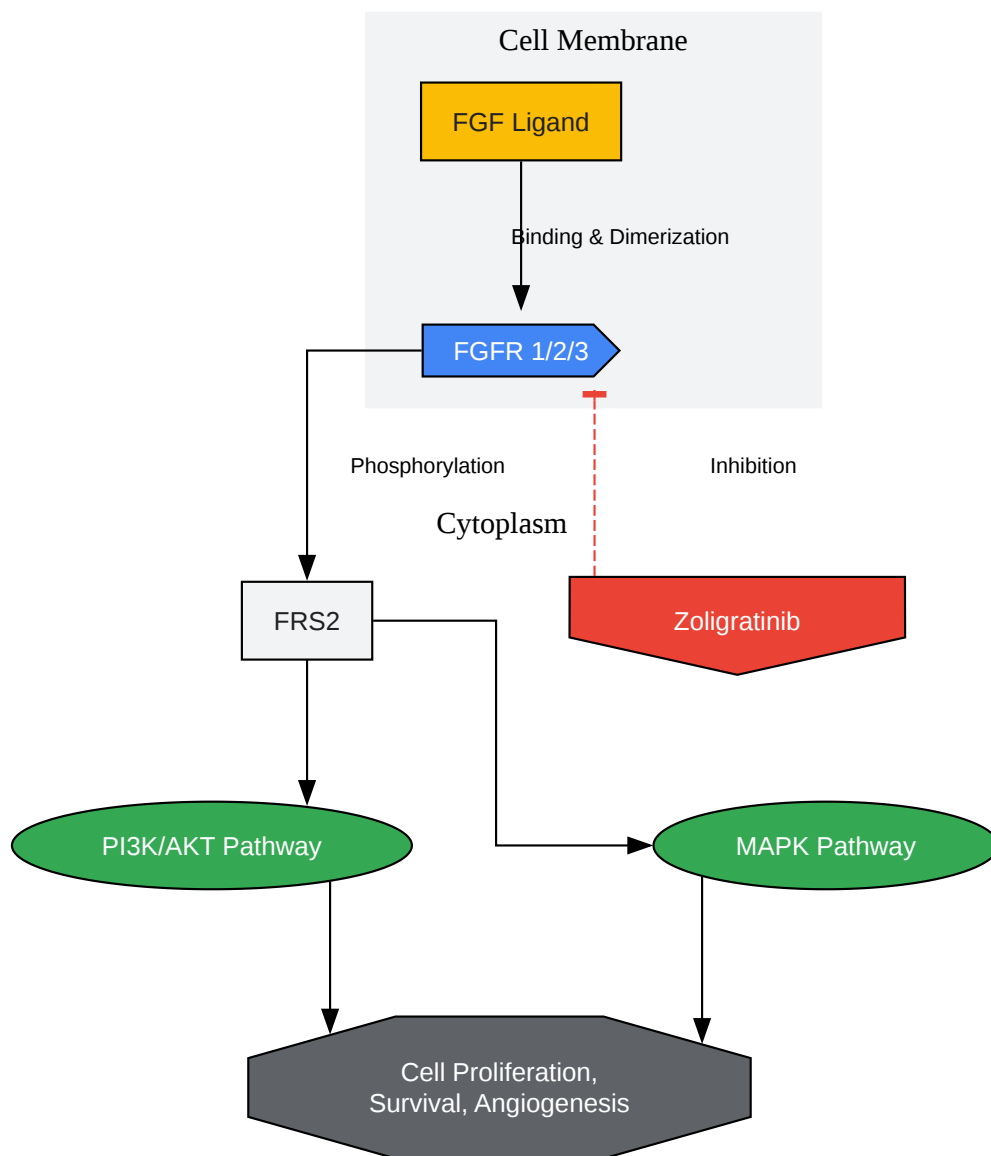 Cell Membrane
FGF Ligand
Binding & Dimerization
FGFR 1/2/3
Phosphorylation
Inhibition
Cytoplasm
FRS2
Zoligratinib
PI3K/AKT Pathway
MAPK Pathway
Cell Proliferation,
Survival, Angiogenesis